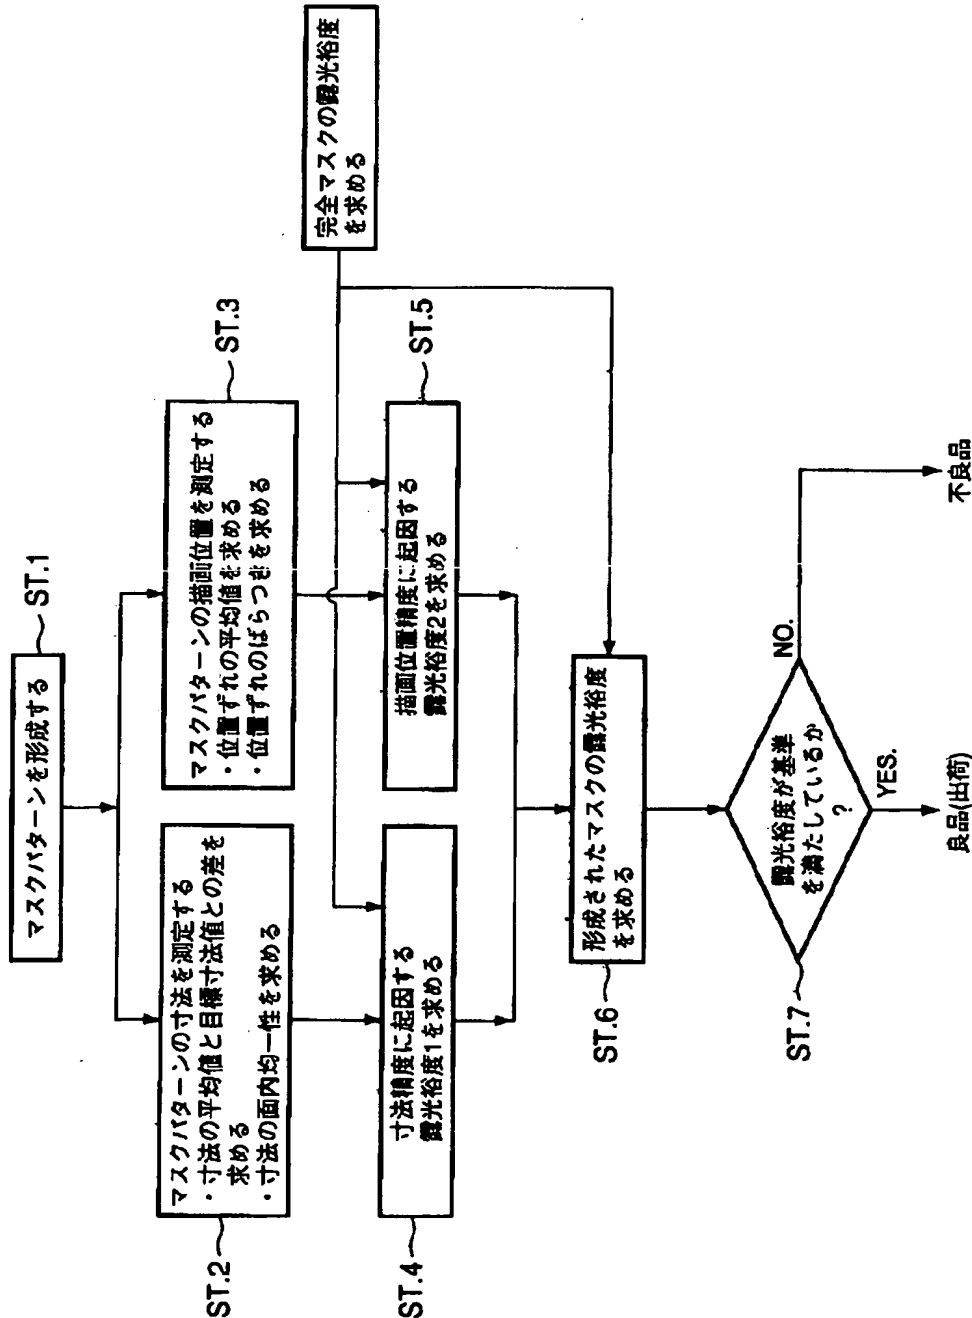 ST.1
マスクパターンを形成する
ST.2
マスクパターンの寸法を測定する
・寸法の平均値と目標寸法値との差を
求める
・寸法の面内均一性を求める
ST.3
マスクパターンの描画位置を測定する
・位置ずれの平均値を求める
・位置ずれのばらつきを求める
完全マスクの露光裕度
を求める
ST.4
寸法精度に起因する
露光裕度1を求める
ST.5
描画位置精度に起因する
露光裕度2を求める
ST.6
形成されたマスクの露光裕度
を求める
ST.7
露光裕度が基準
を満たしているか
?
YES.
NO.
良品(出荷)
不良品